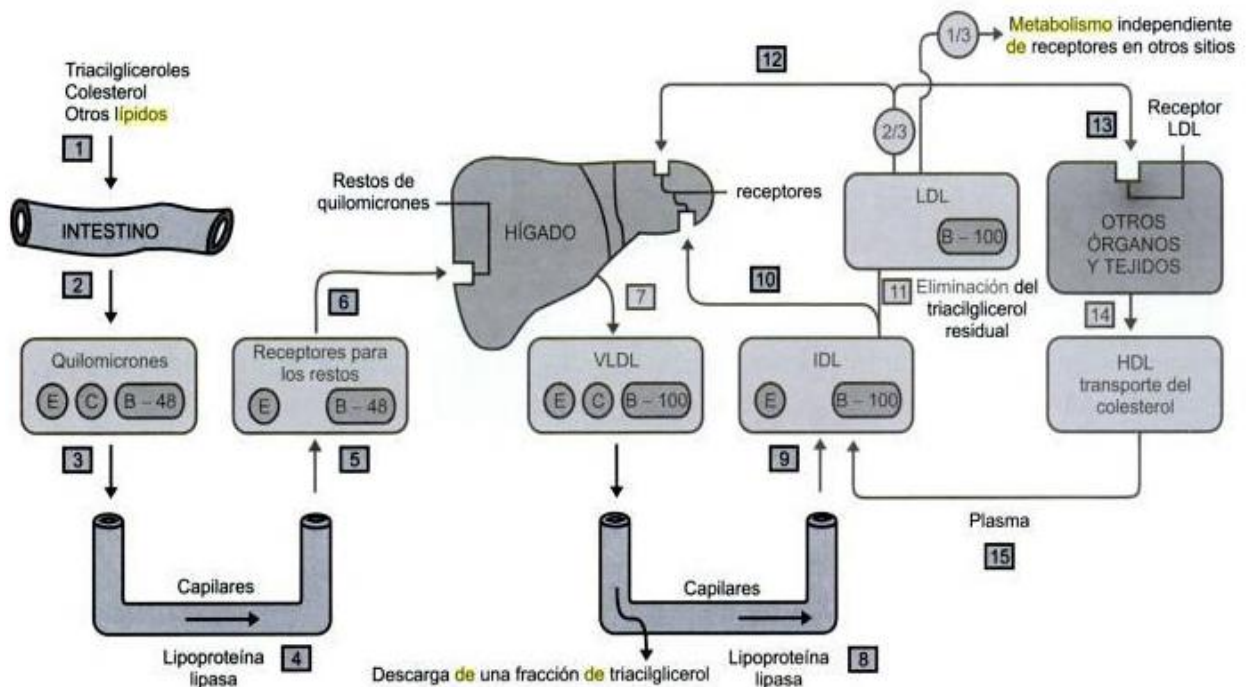 Triacilgliceroles
Colesterol
Otros lípidos
1
INTESTINO
2
Quilomicrones
E C B – 48
3
Capilares
Lipoproteína
lipasa
4
5
Receptores para
los restos
E B – 48
6
Restos de
quilomicrones
HÍGADO
receptores
7
VLDL
E C B – 100
Capilares
Descarga de una fracción de triacilglicerol
Lipoproteína
lipasa
8
9
IDL
E B – 100
10
11
Eliminación del
triacilglicerol
residual
LDL
B – 100
2/3
1/3
Metabolismo independiente
de receptores en otros sitios
12
13
Receptor
LDL
OTROS
ÓRGANOS
Y TEJIDOS
14
HDL
transporte del
colesterol
Plasma
15